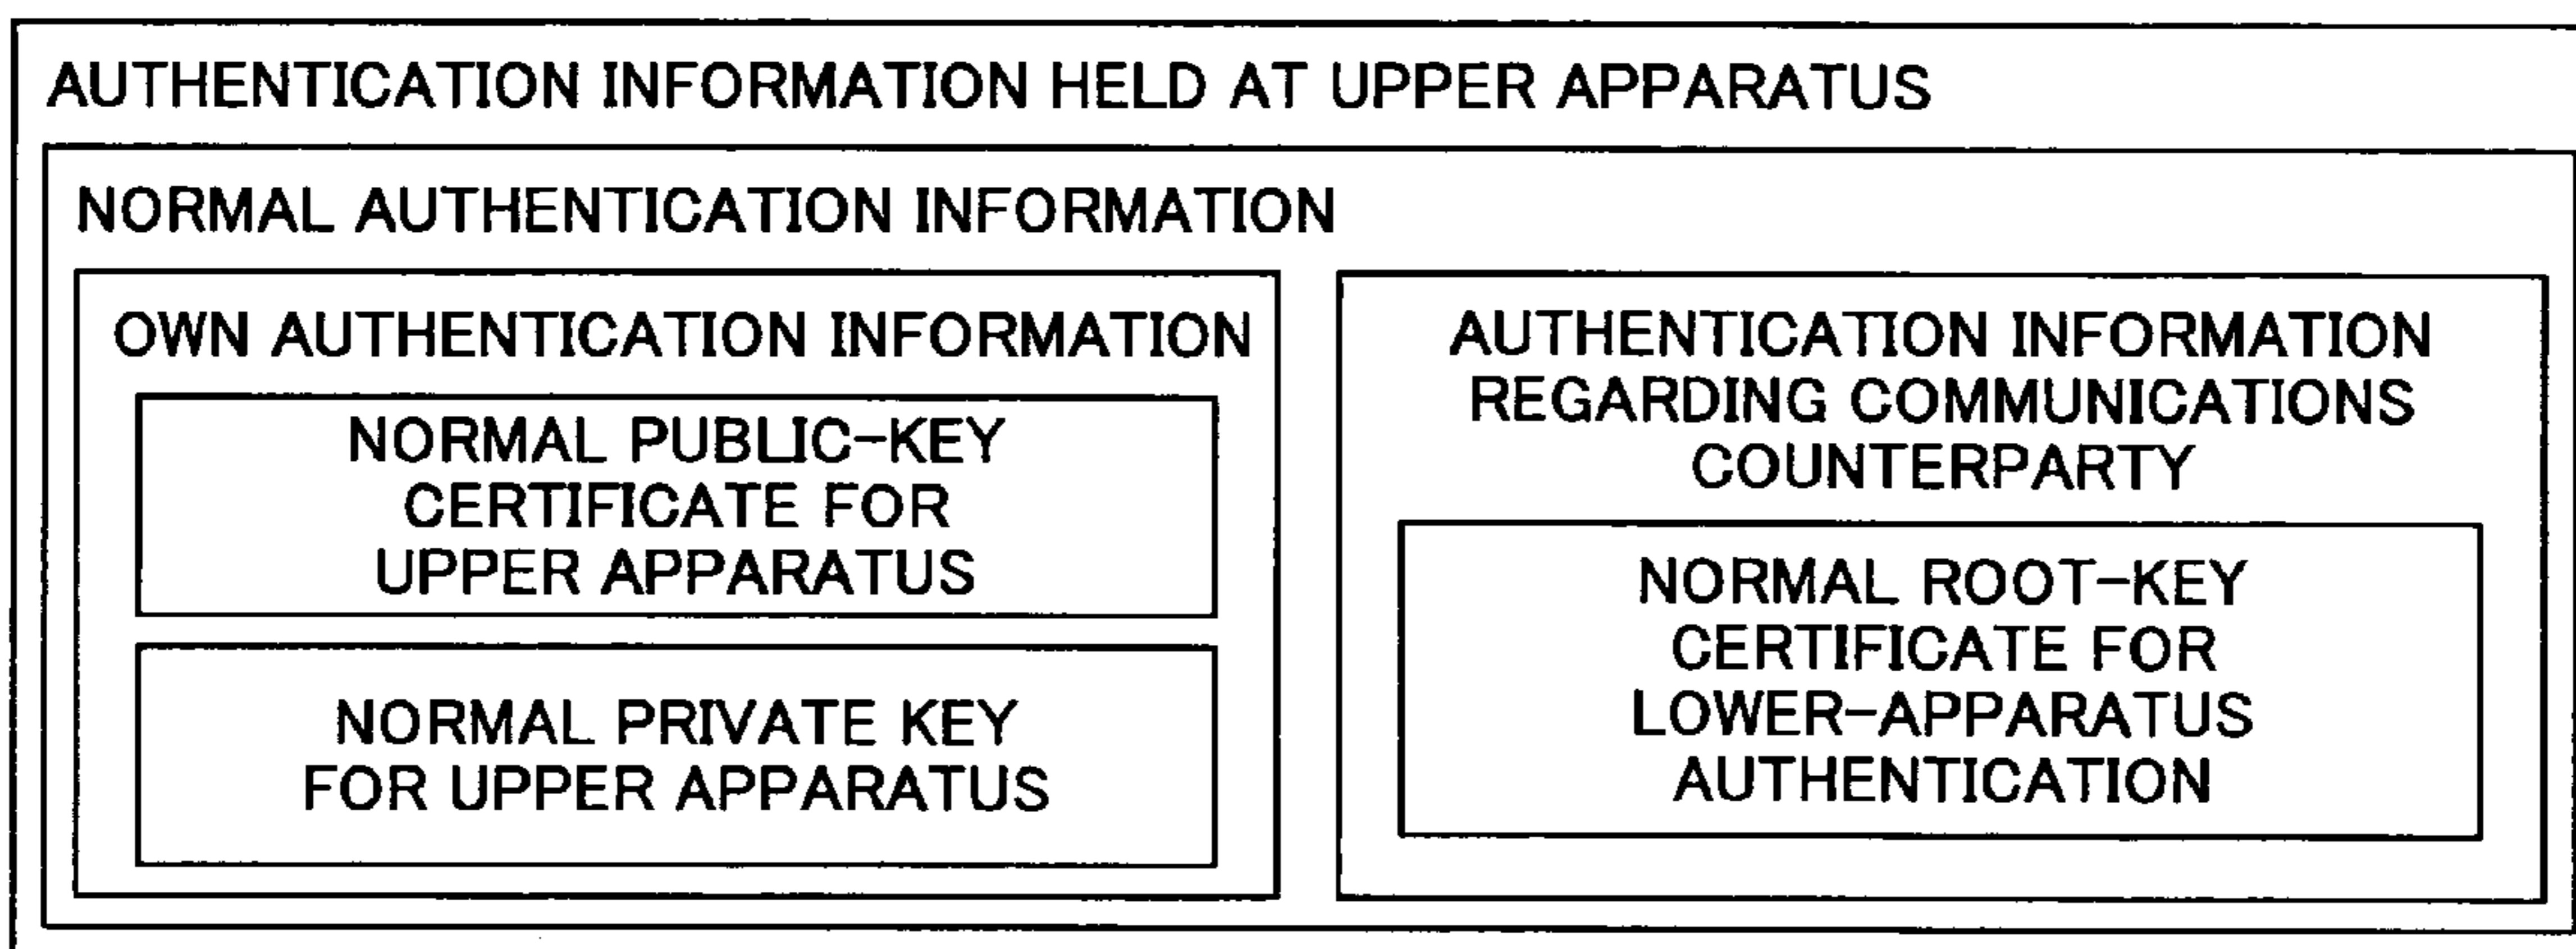 AUTHENTICATION INFORMATION HELD AT UPPER APPARATUS
NORMAL AUTHENTICATION INFORMATION
OWN AUTHENTICATION INFORMATION
NORMAL PUBLIC-KEY
CERTIFICATE FOR
UPPER APPARATUS
NORMAL PRIVATE KEY
FOR UPPER APPARATUS
AUTHENTICATION INFORMATION
REGARDING COMMUNICATIONS
COUNTERPARTY
NORMAL ROOT-KEY
CERTIFICATE FOR
LOWER-APPARATUS
AUTHENTICATION